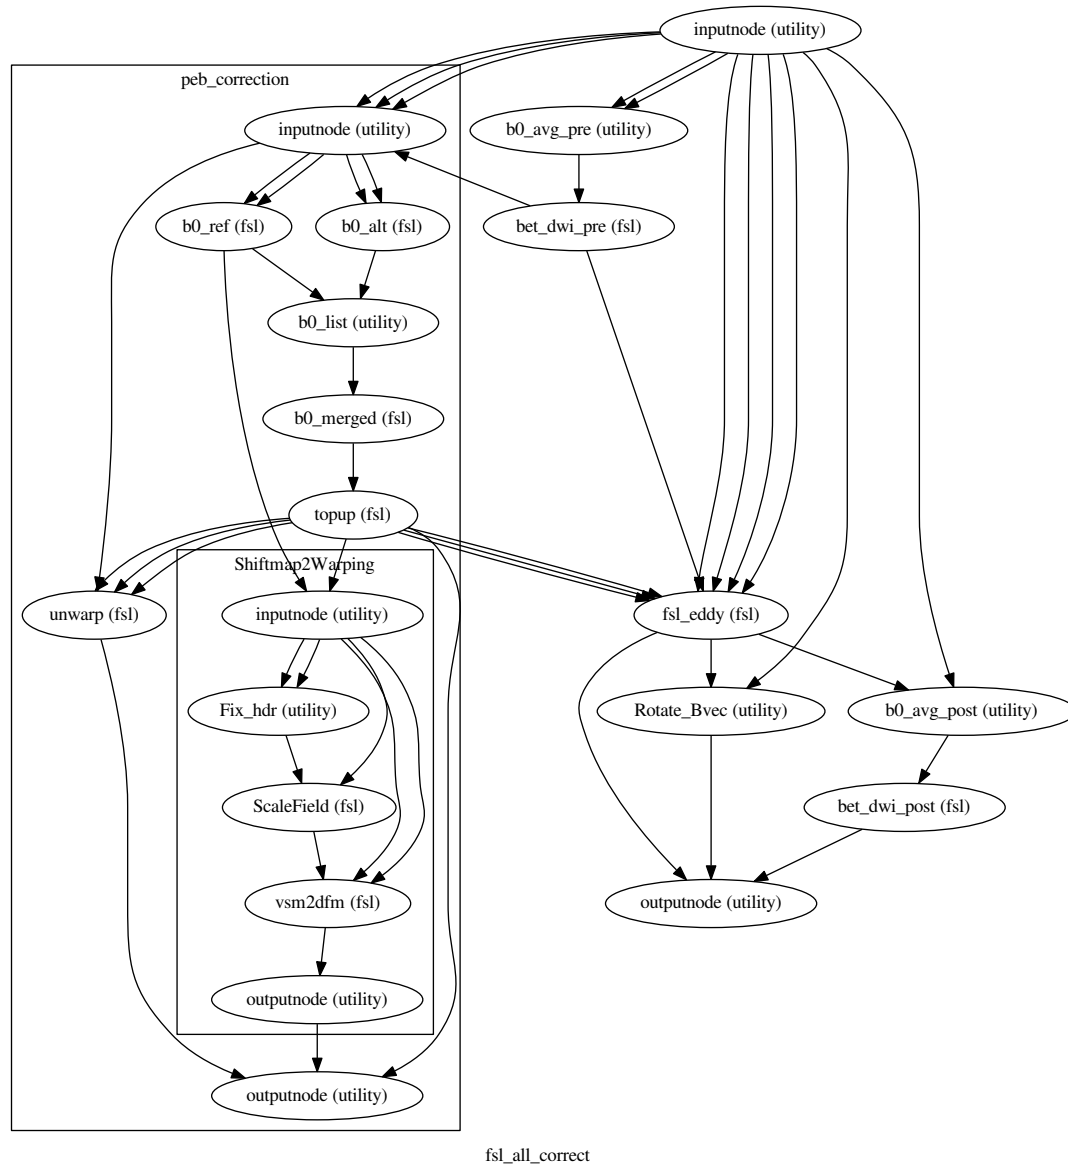 inputnode (utility)
peb_correction
inputnode (utility)
b0_avg_pre (utility)
b0_ref (fsl)
b0_alt (fsl)
bet_dwi_pre (fsl)
b0_list (utility)
b0_merged (fsl)
topup (fsl)
Shiftmap2Warping
unwarp (fsl)
inputnode (utility)
fsl_eddy (fsl)
Fix_hdr (utility)
Rotate_Bvec (utility)
b0_avg_post (utility)
ScaleField (fsl)
bet_dwi_post (fsl)
vsm2dfm (fsl)
outputnode (utility)
outputnode (utility)
outputnode (utility)
fsl_all_correct